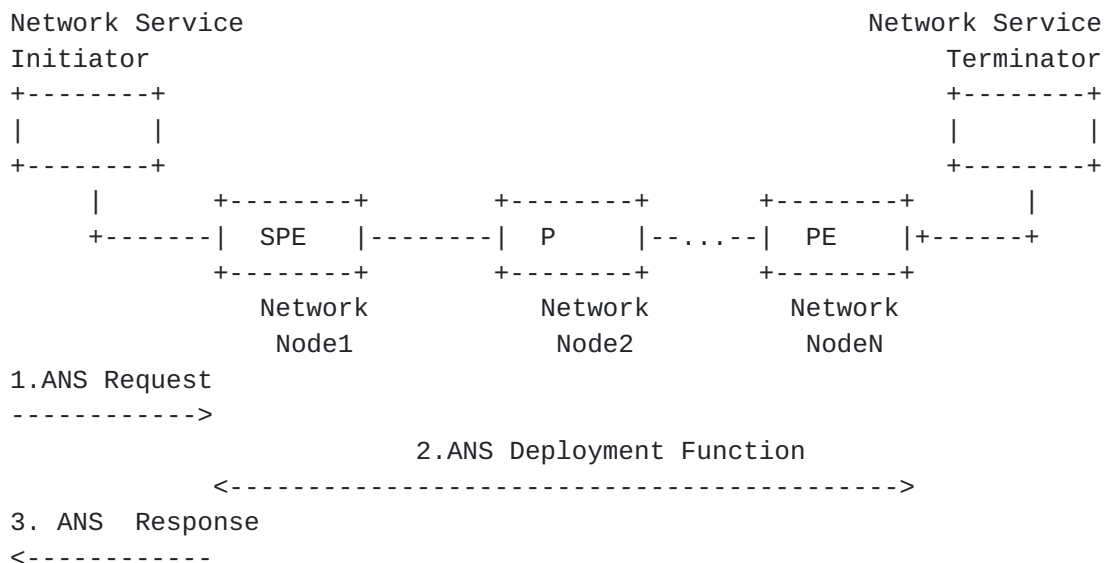 Network Service Network Service
Initiator Terminator
+--------+ +--------+
| | | |
+--------+ +--------+
| +--------+ +--------+ +--------+ |
+-------| SPE |--------| P |--...--| PE |+------+
+--------+ +--------+ +--------+
Network Network Network
Node1 Node2 NodeN
1.ANS Request
------------>
2.ANS Deployment Function
<------------------------------------------->
3. ANS Response
<------------